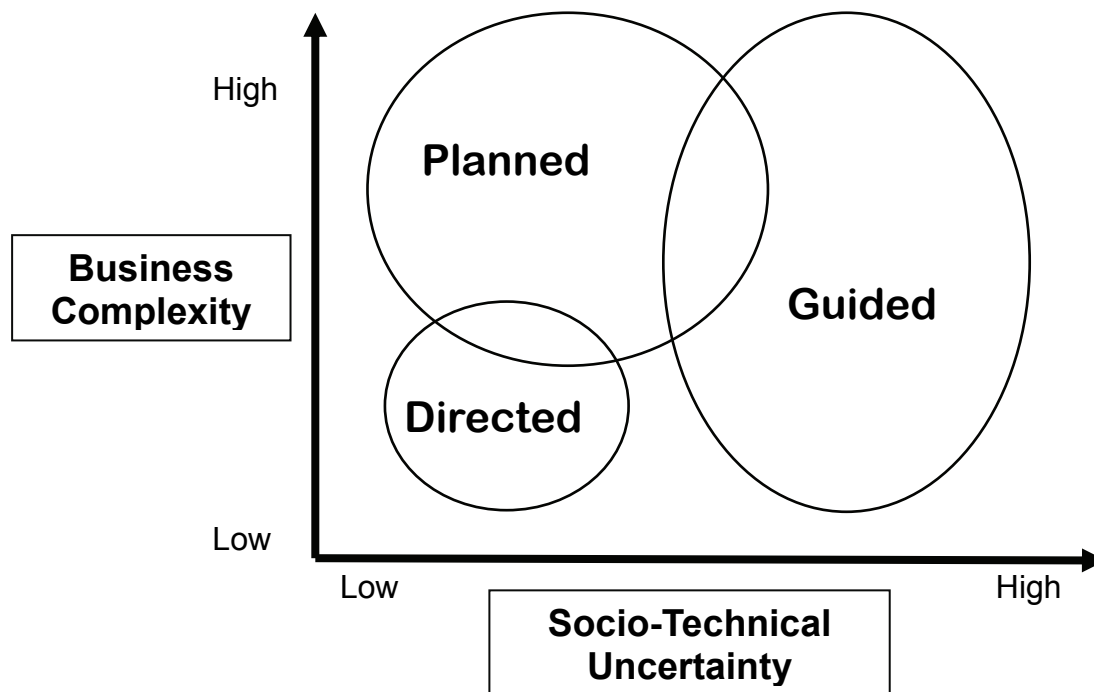 High
Planned
Business
Complexity
Guided
Directed
Low
Low
High
Socio-Technical
Uncertainty